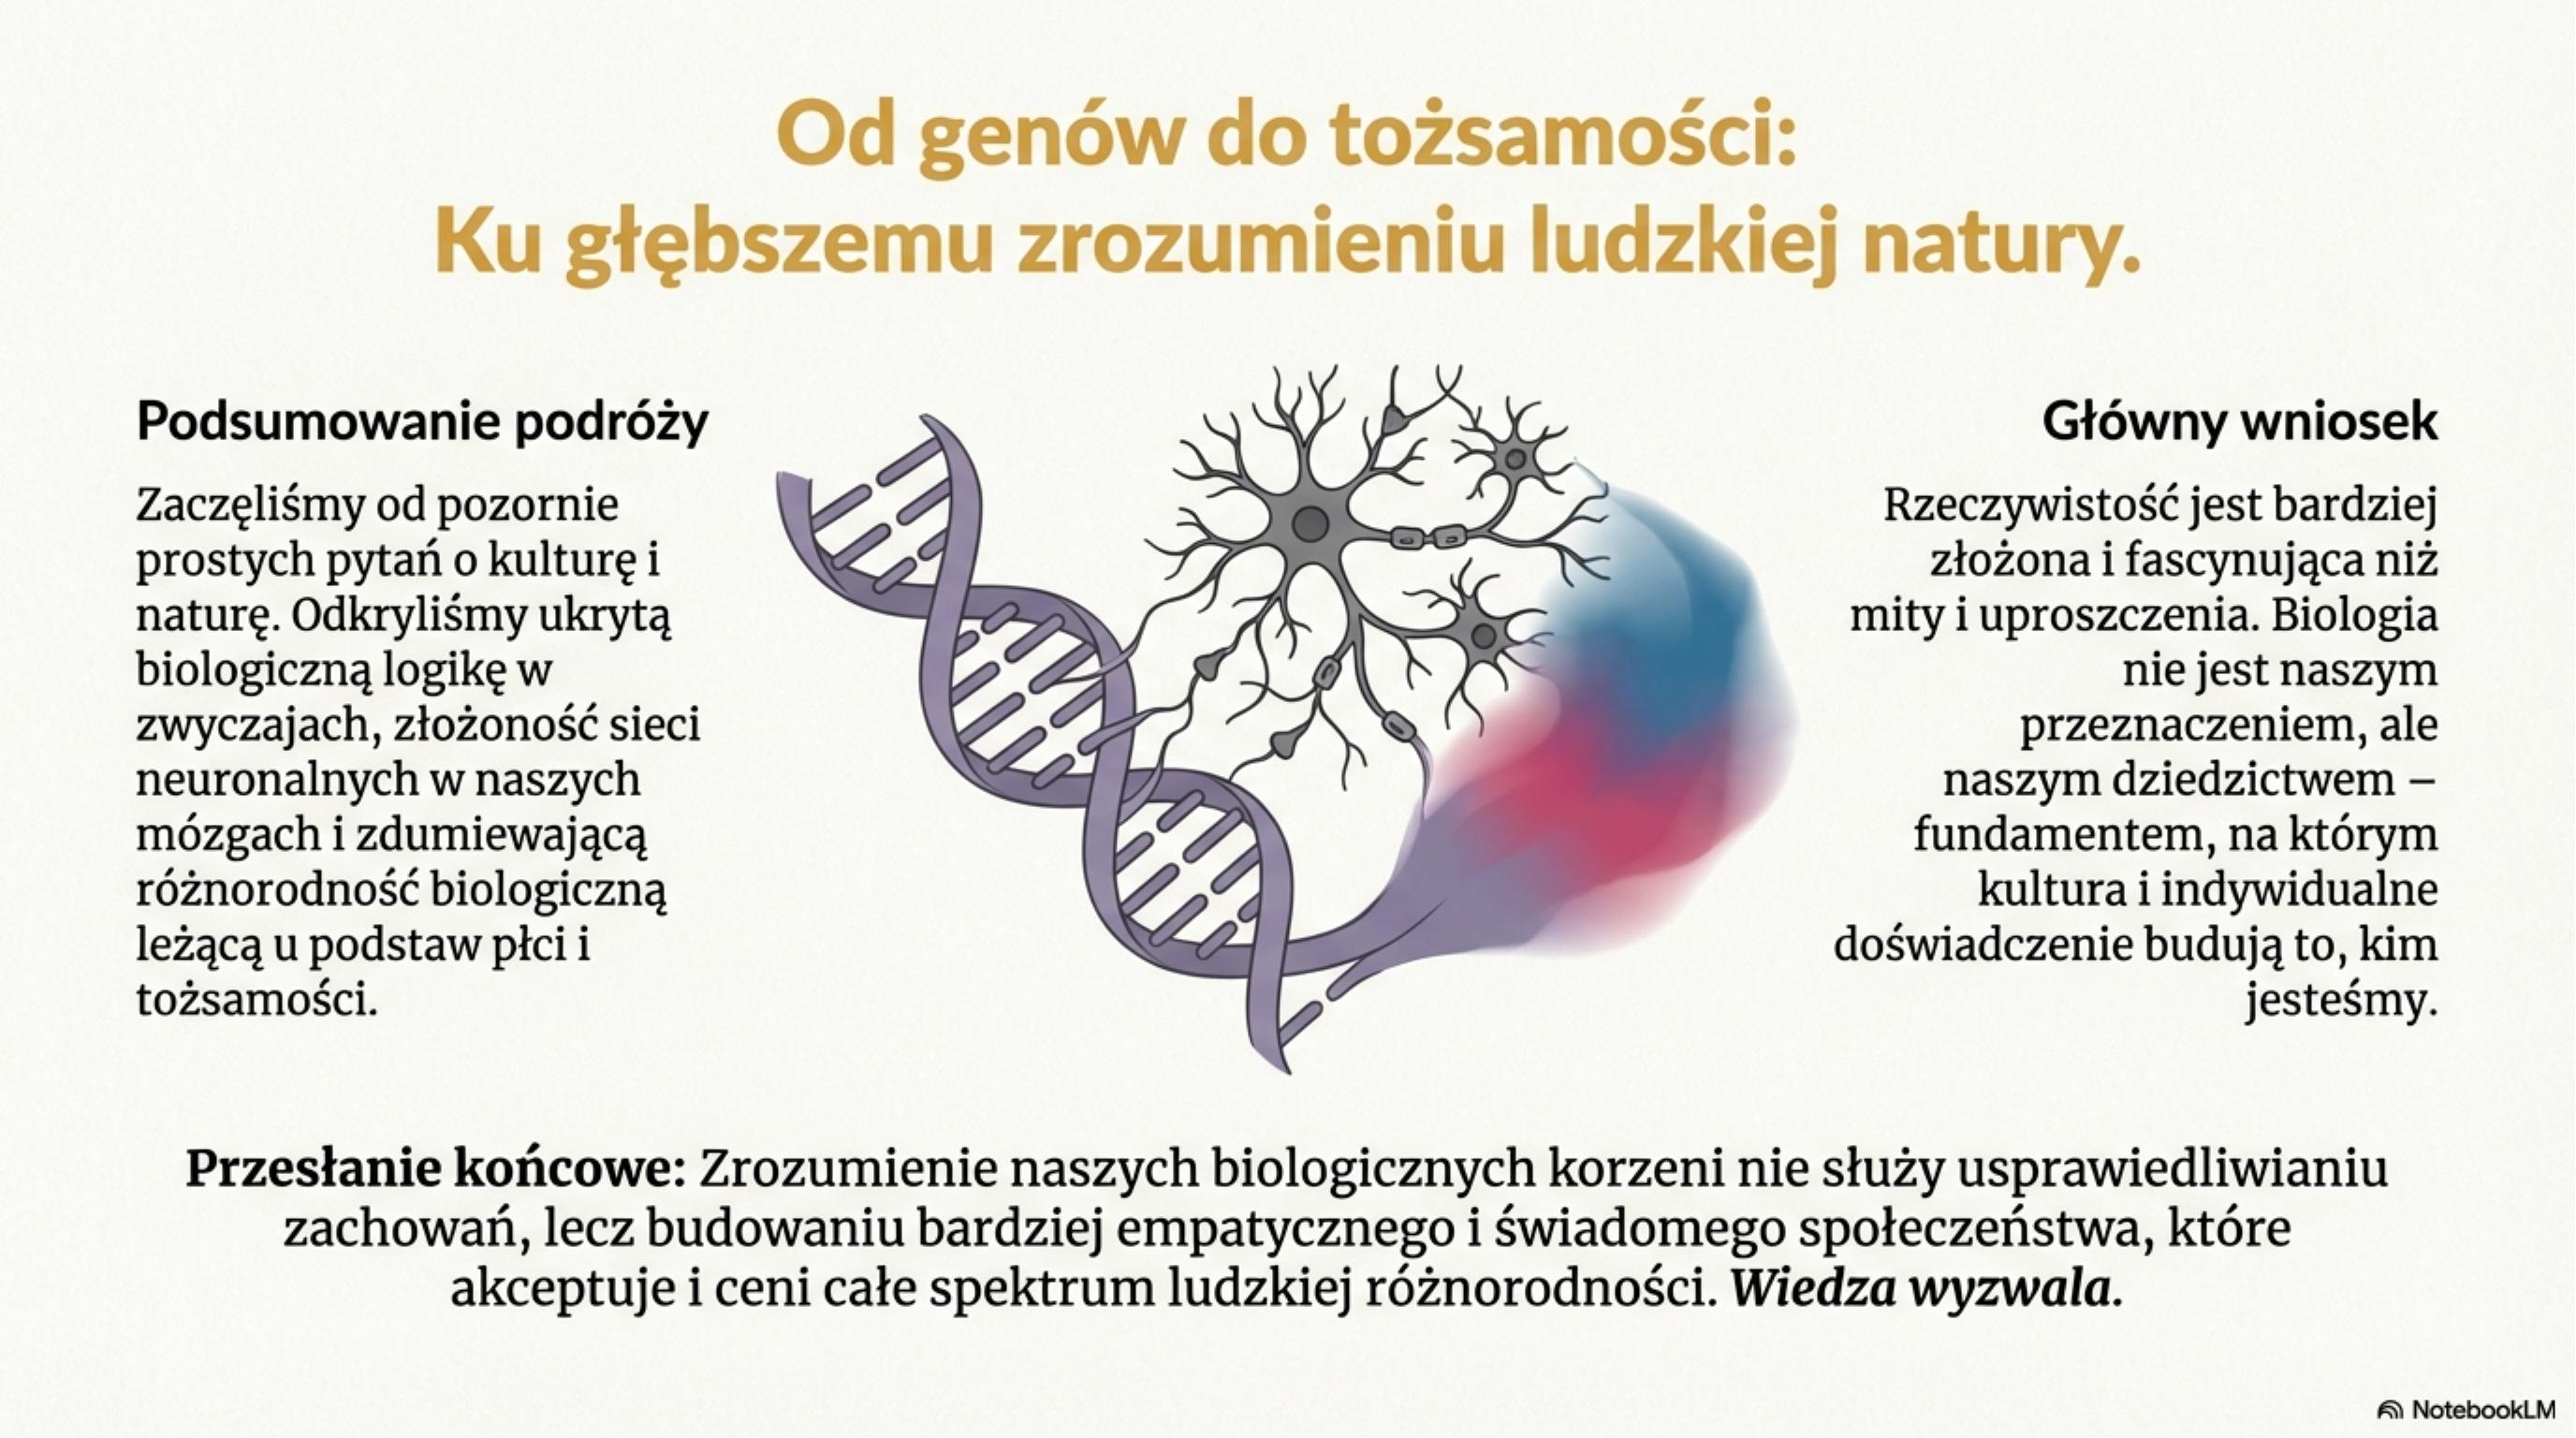 Od genów do tożsamości:
Ku głębszemu zrozumieniu ludzkiej natury.
Podsumowanie podróży
Zaczęliśmy od pozornie
prostych pytań o kulturę i
naturę. Odkryliśmy ukrytą
biologiczną logikę w
zwyczajach, złożoność sieci
neuronalnych w naszych
mózgach i zdumiewającą
różnorodność biologiczną
leżącą u podstaw płci i
tożsamości.
Główny wniosek
Rzeczywistość jest bardziej
złożona i fascynująca niż
mity i uproszczenia. Biologia
nie jest naszym
przeznaczeniem, ale
naszym dziedzictwem –
fundamentem, na którym
kultura i indywidualne
doświadczenie budują to, kim
jesteśmy.
Przesłanie końcowe: Zrozumienie naszych biologicznych korzeni nie służy usprawiedliwianiu
zachowań, lecz budowaniu bardziej empatycznego i świadomego społeczeństwa, które
akceptuje i ceni całe spektrum ludzkiej różnorodności. Wiedza wyzwala.
NotebookLM